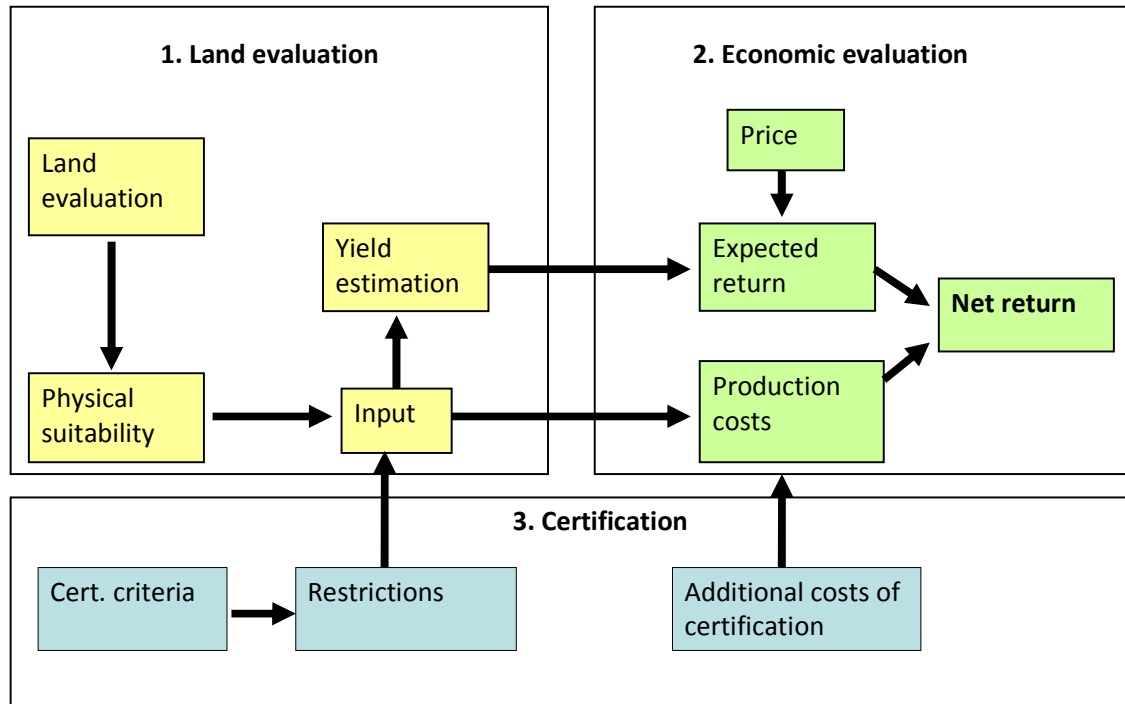 1. Land evaluation
Land
evaluation
Yield
estimation
Physical
suitability
Input
2. Economic evaluation
Price
Expected
return
Net return
Production
costs
3. Certification
Cert. criteria
Restrictions
Additional costs of
certification